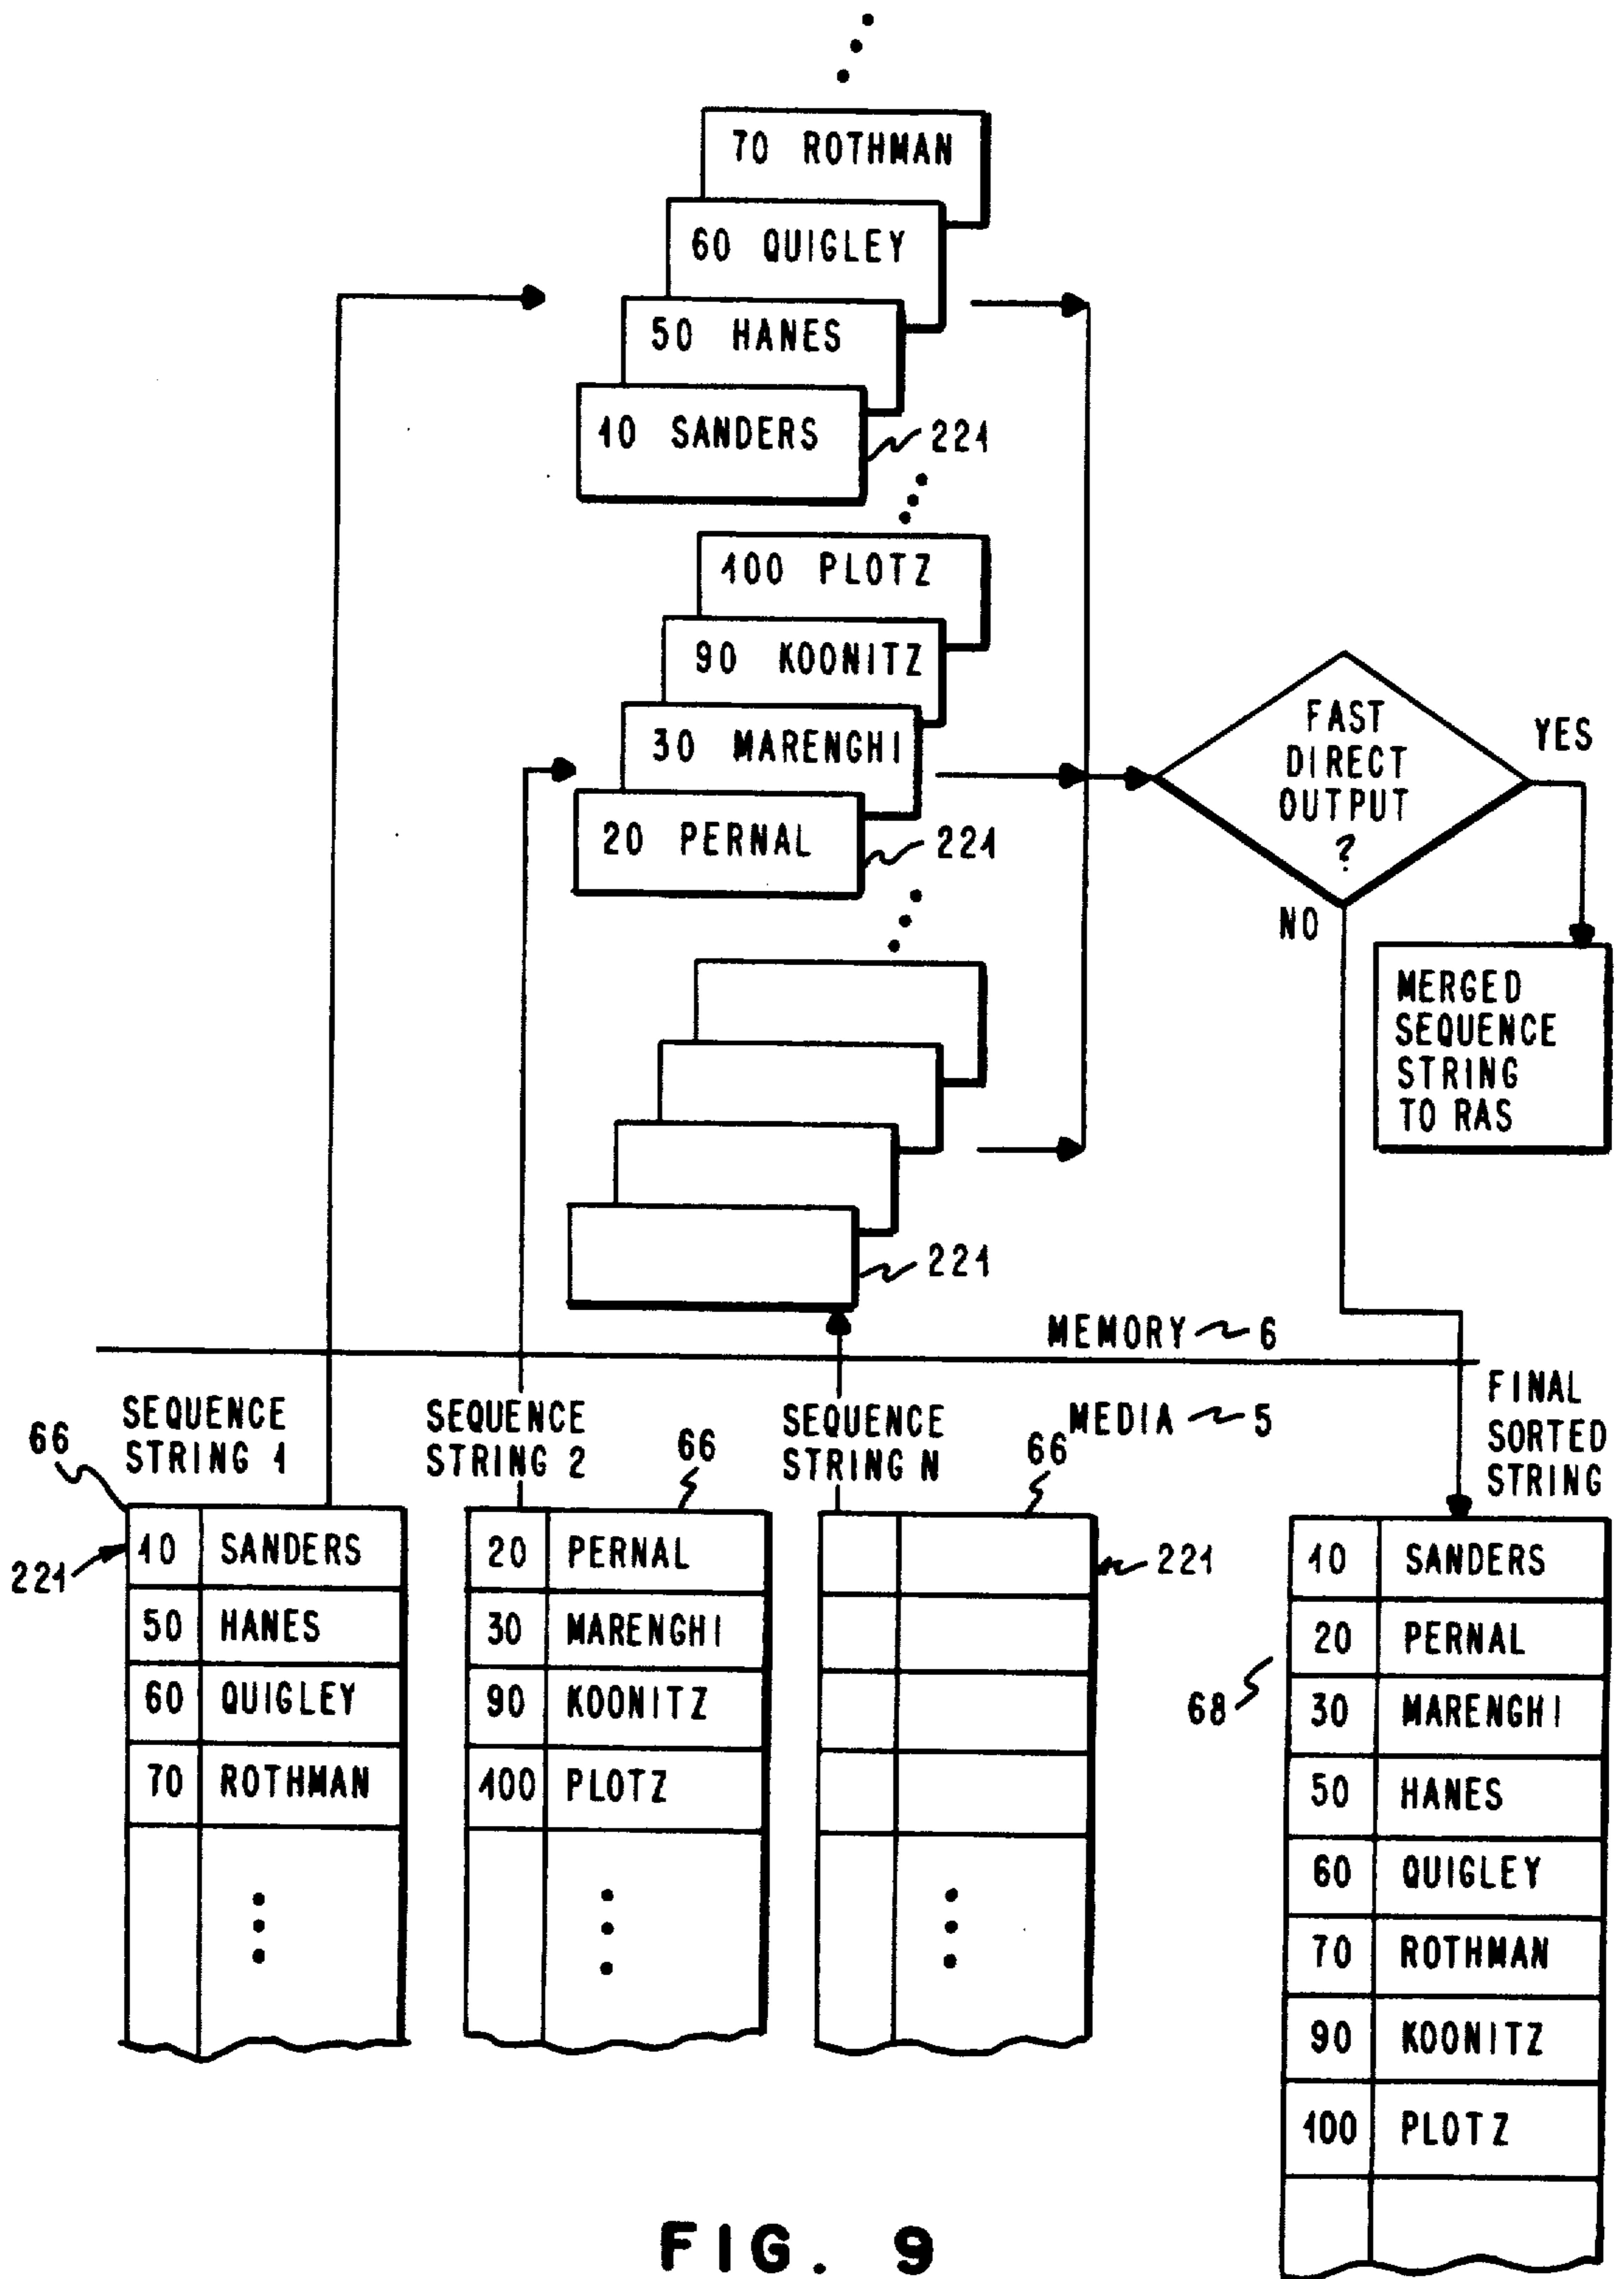 70 ROTHMAN
60 QUIGLEY
50 HANES
10 SANDERS
221
100 PLOTZ
90 KOONITZ
30 MARENGHI
20 PERNAL
221
FAST
DIRECT
OUTPUT
?
YES
NO
MERGED
SEQUENCE
STRING
TO RAS
221
MEMORY 6
MEDIA 5
SEQUENCE
STRING 1
66
221
10 SANDERS
50 HANES
60 QUIGLEY
70 ROTHMAN
SEQUENCE
STRING 2
66
20 PERNAL
30 MARENGHI
90 KOONITZ
100 PLOTZ
SEQUENCE
STRING N
66
221
FINAL
SORTED
STRING
68
10 SANDERS
20 PERNAL
30 MARENGHI
50 HANES
60 QUIGLEY
70 ROTHMAN
90 KOONITZ
100 PLOTZ
FIG. 9